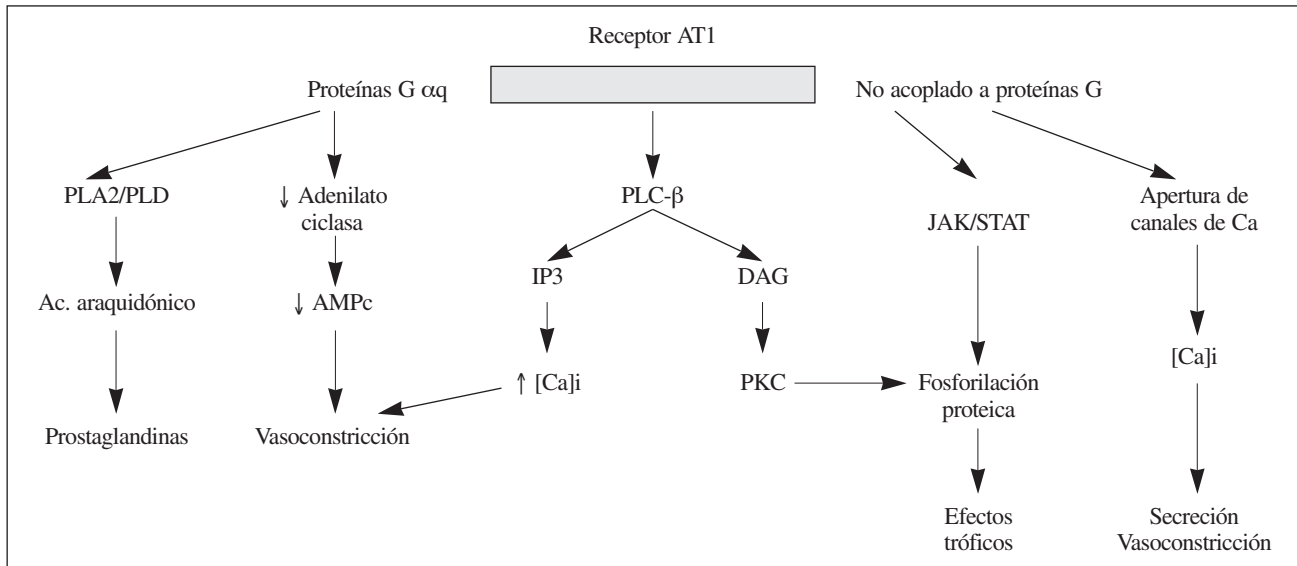 Receptor AT1
Proteínas G αq
No acoplado a proteínas G
PLA2/PLD
↓ Adenilato
ciclasa
PLC-β
JAK/STAT
Apertura de
canales de Ca
IP3
DAG
Ac. araquidónico
↓ AMPc
[Ca]i
↑ [Ca]i
PKC
Fosforilación
proteica
Prostaglandinas
Vasoconstricción
Efectos
tróficos
Secreción
Vasoconstricción